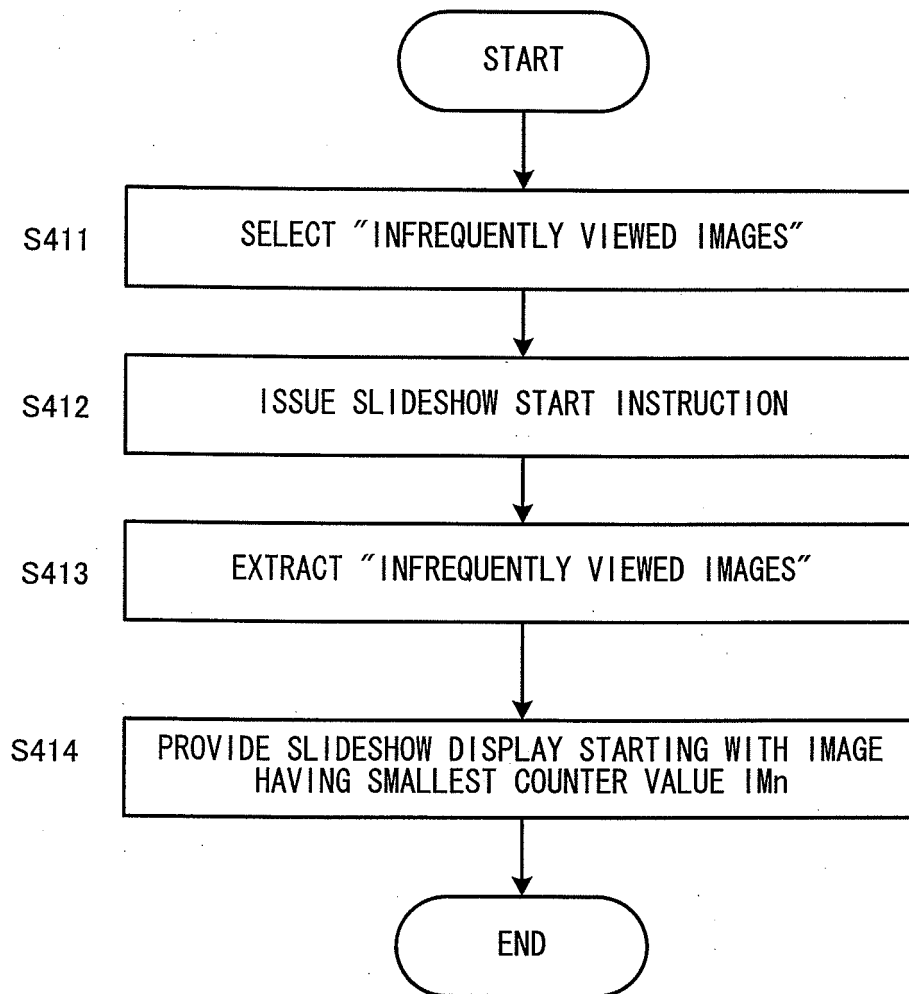 START
S411
SELECT "INFREQUENTLY VIEWED IMAGES"
S412
ISSUE SLIDESHOW START INSTRUCTION
S413
EXTRACT "INFREQUENTLY VIEWED IMAGES"
S414
PROVIDE SLIDESHOW DISPLAY STARTING WITH IMAGE
HAVING SMALLEST COUNTER VALUE IMn
END